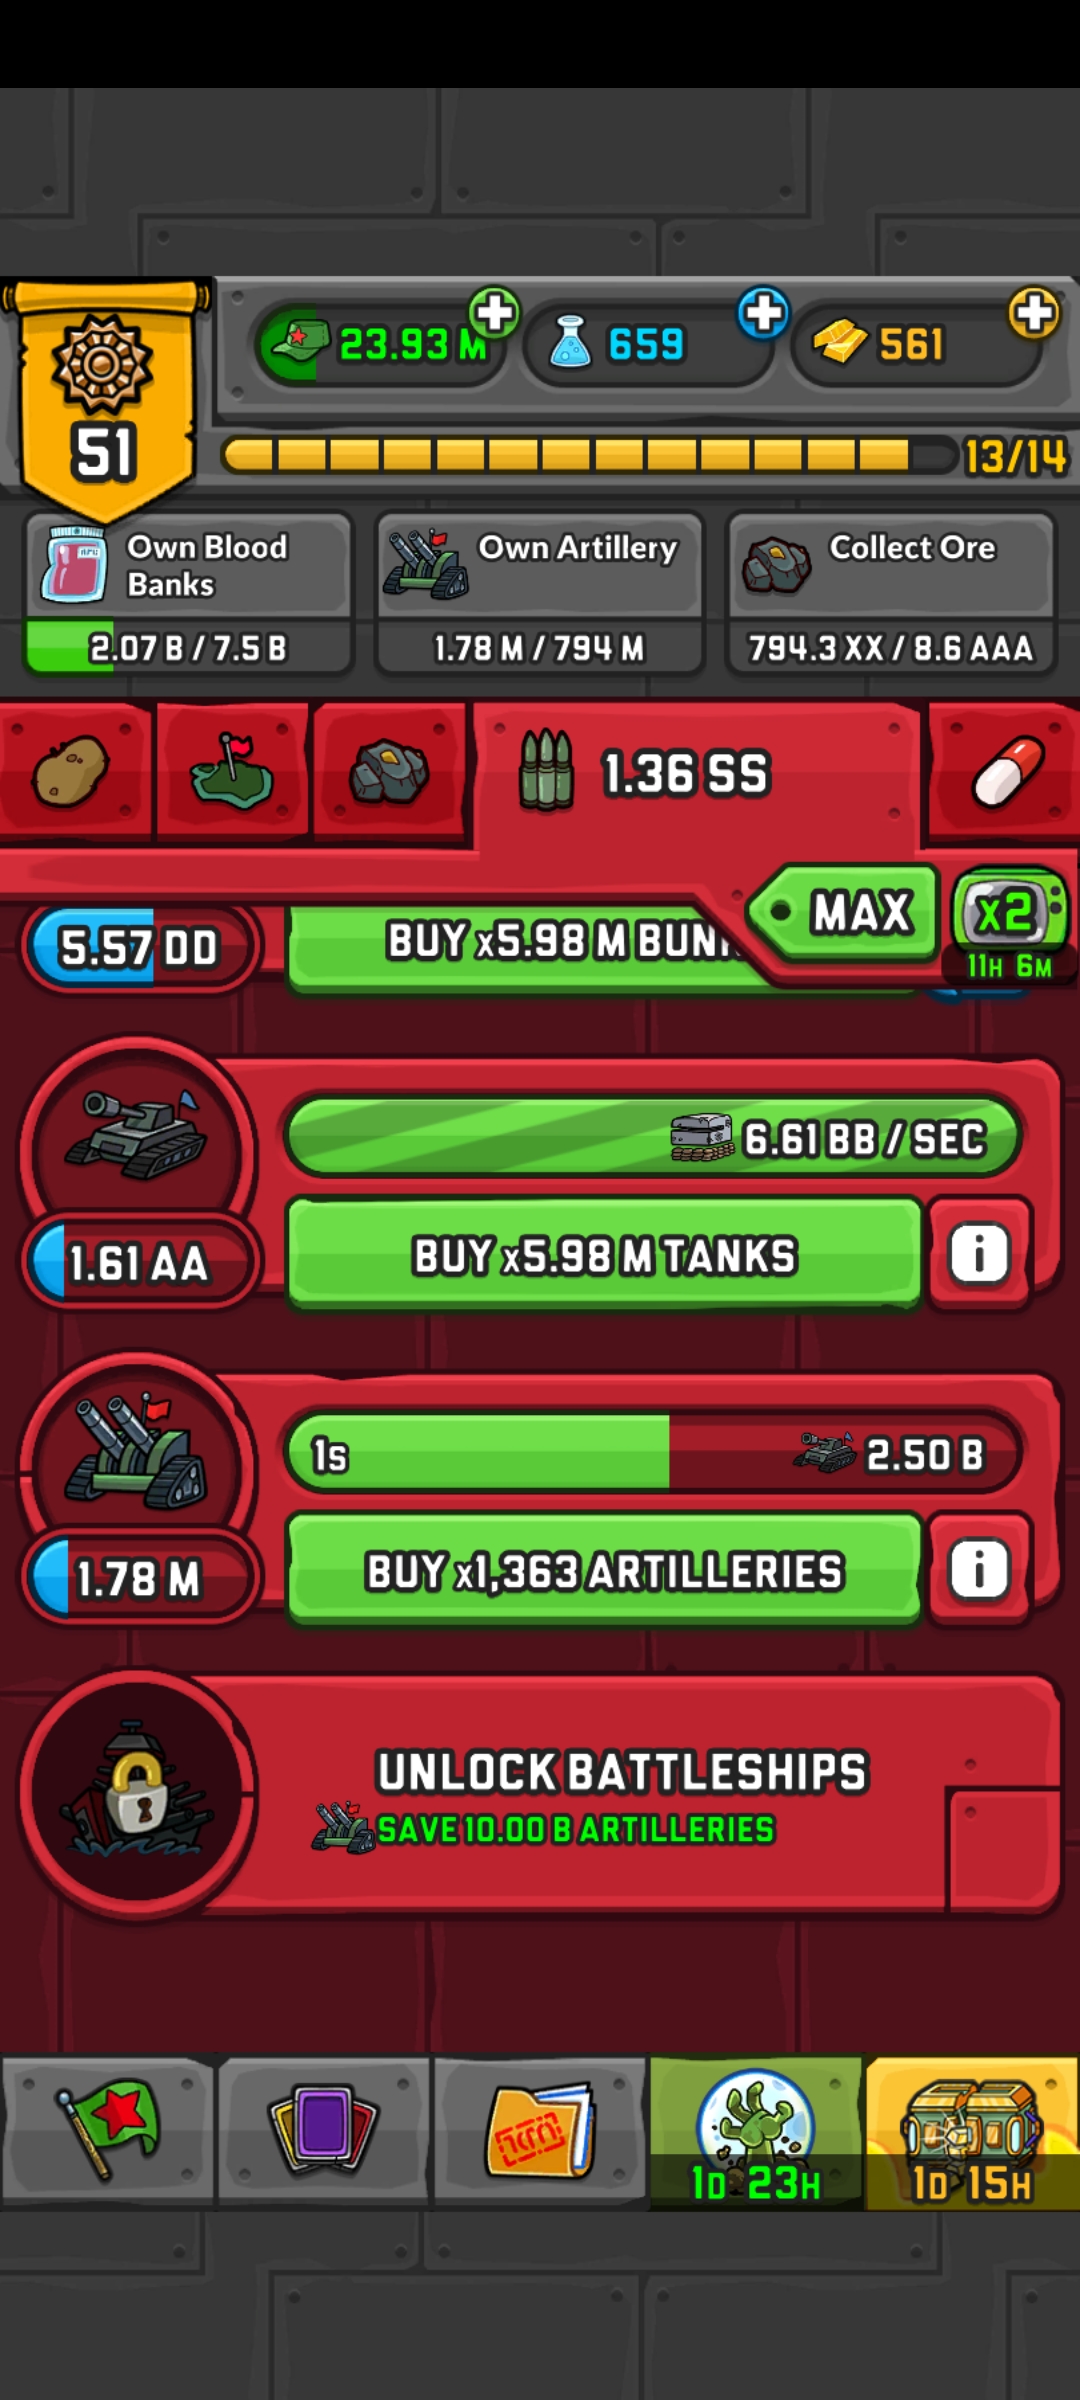 23.93 M
659
561
51
13/14
Own Blood
Banks
2.07 B / 7.5 B
Own Artillery
1.78 M / 794 M
Collect Ore
794.3 XX / 8.6 AAA
1.36 SS
MAX
x2
11H 6M
5.57 DD
BUY x5.98 M BUN
6.61 BB / SEC
1.61 AA
BUY x5.98 M TANKS
i
1s
2.50 B
1.78 M
BUY x1,363 ARTILLERIES
i
UNLOCK BATTLESHIPS
SAVE 10.00 B ARTILLERIES
1D 23H
1D 15H